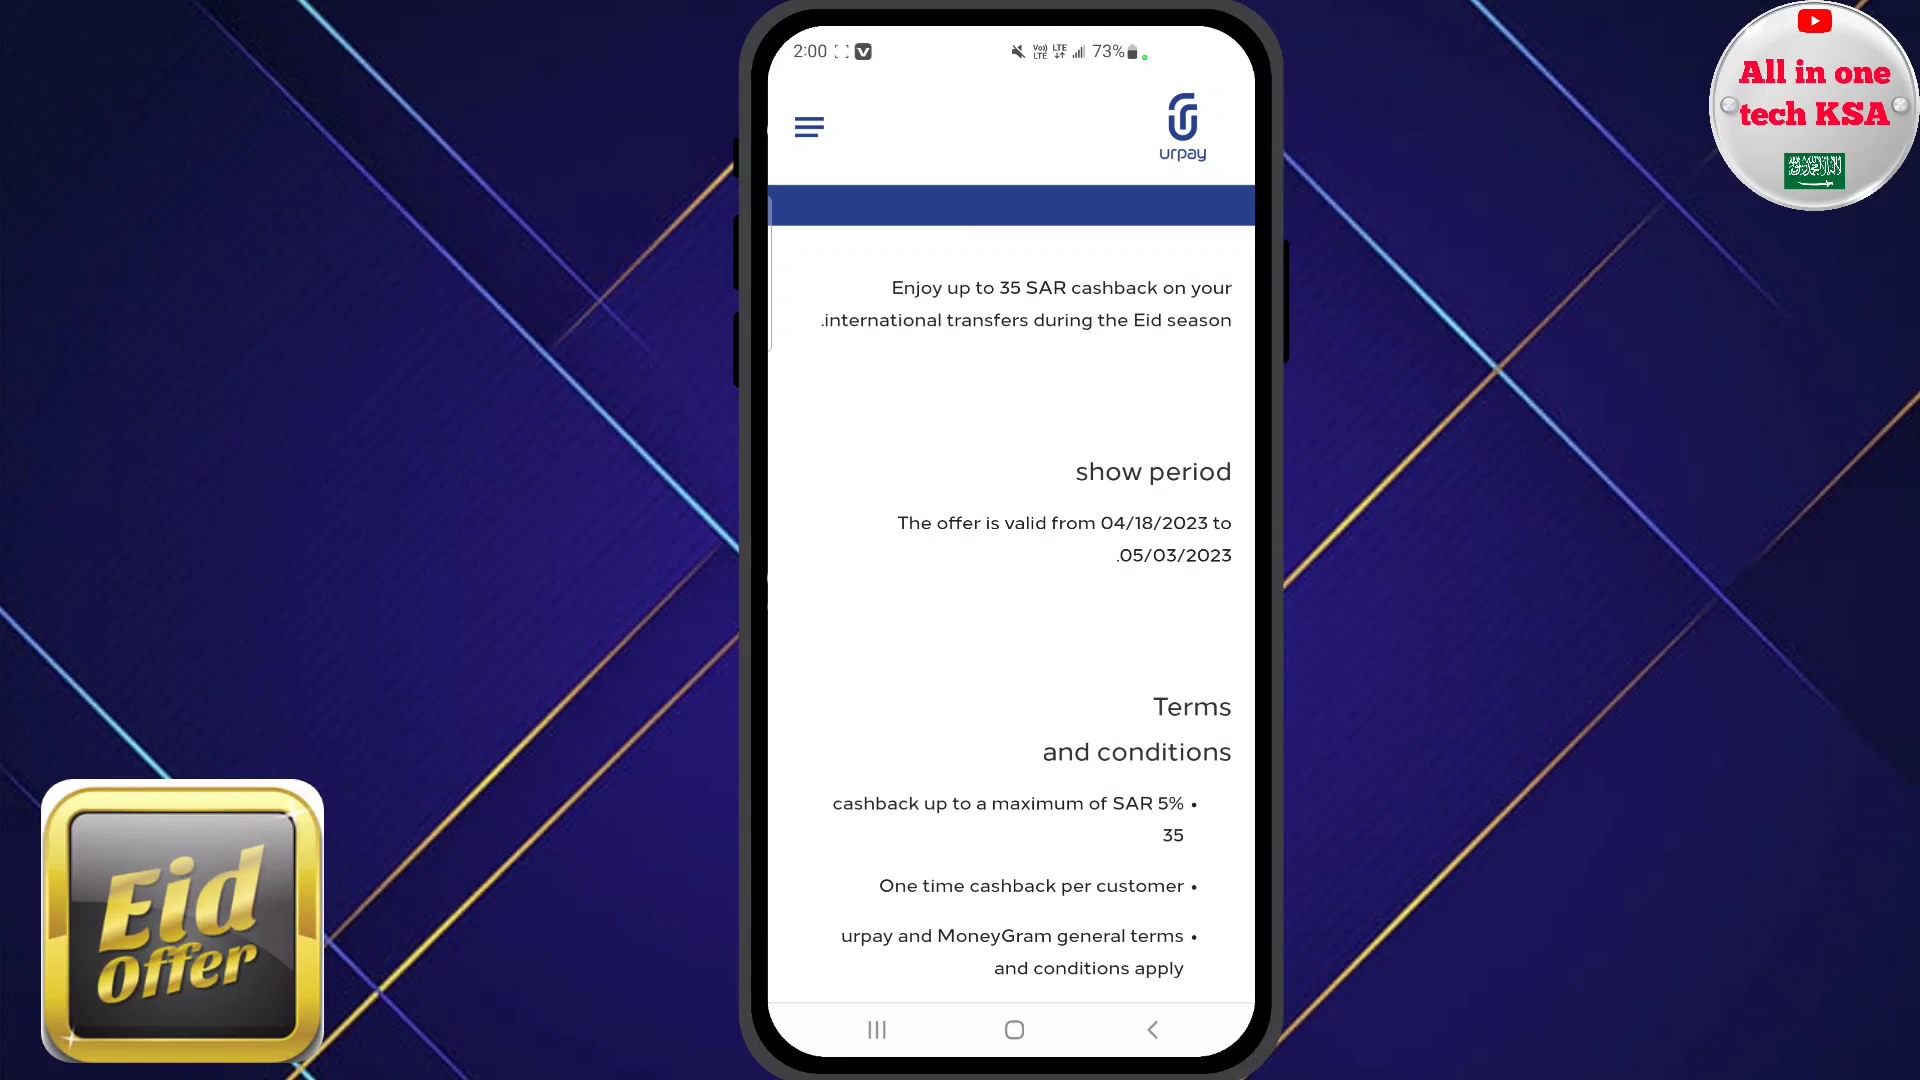 2:00
Vo)) LTE
LTE
73%
All in one
tech KSA
urpay
Enjoy up to 35 SAR cashback on your
.international transfers during the Eid season
show period
The offer is valid from 04/18/2023 to
.05/03/2023
Terms
and conditions
cashback up to a maximum of SAR 5% •
35
One time cashback per customer •
urpay and MoneyGram general terms •
and conditions apply
Eid
Offer